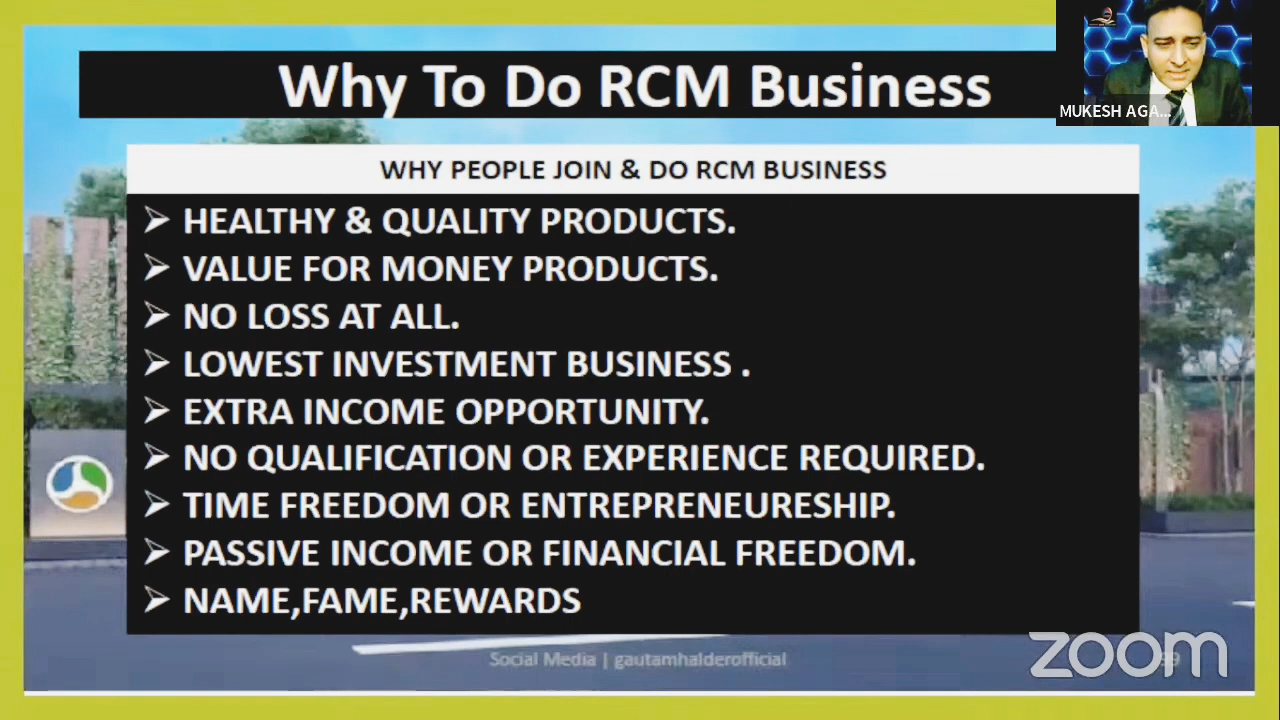 Why To Do RCM Business
MUKESH AGA...
WHY PEOPLE JOIN & DO RCM BUSINESS
➢ HEALTHY & QUALITY PRODUCTS.
➢ VALUE FOR MONEY PRODUCTS.
➢ NO LOSS AT ALL.
➢ LOWEST INVESTMENT BUSINESS .
➢ EXTRA INCOME OPPORTUNITY.
➢ NO QUALIFICATION OR EXPERIENCE REQUIRED.
➢ TIME FREEDOM OR ENTREPRENEURESHIP.
➢ PASSIVE INCOME OR FINANCIAL FREEDOM.
➢ NAME,FAME,REWARDS
Social Media | gautamhalderofficial
zoom